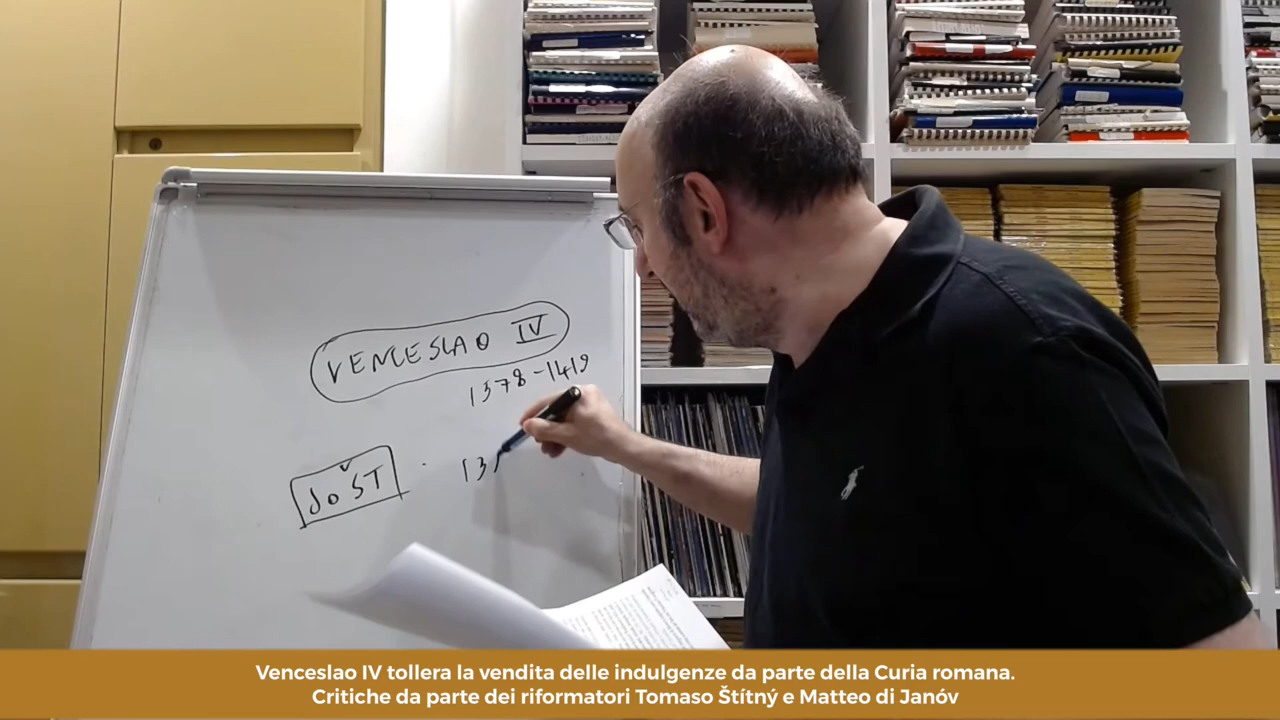 VENCESLAO IV
1378-1419
JOŠT
13
Venceslao IV tollera la vendita delle indulgenze da parte della Curia romana.
Critiche da parte dei riformatori Tomaso Štítný e Matteo di Janóv